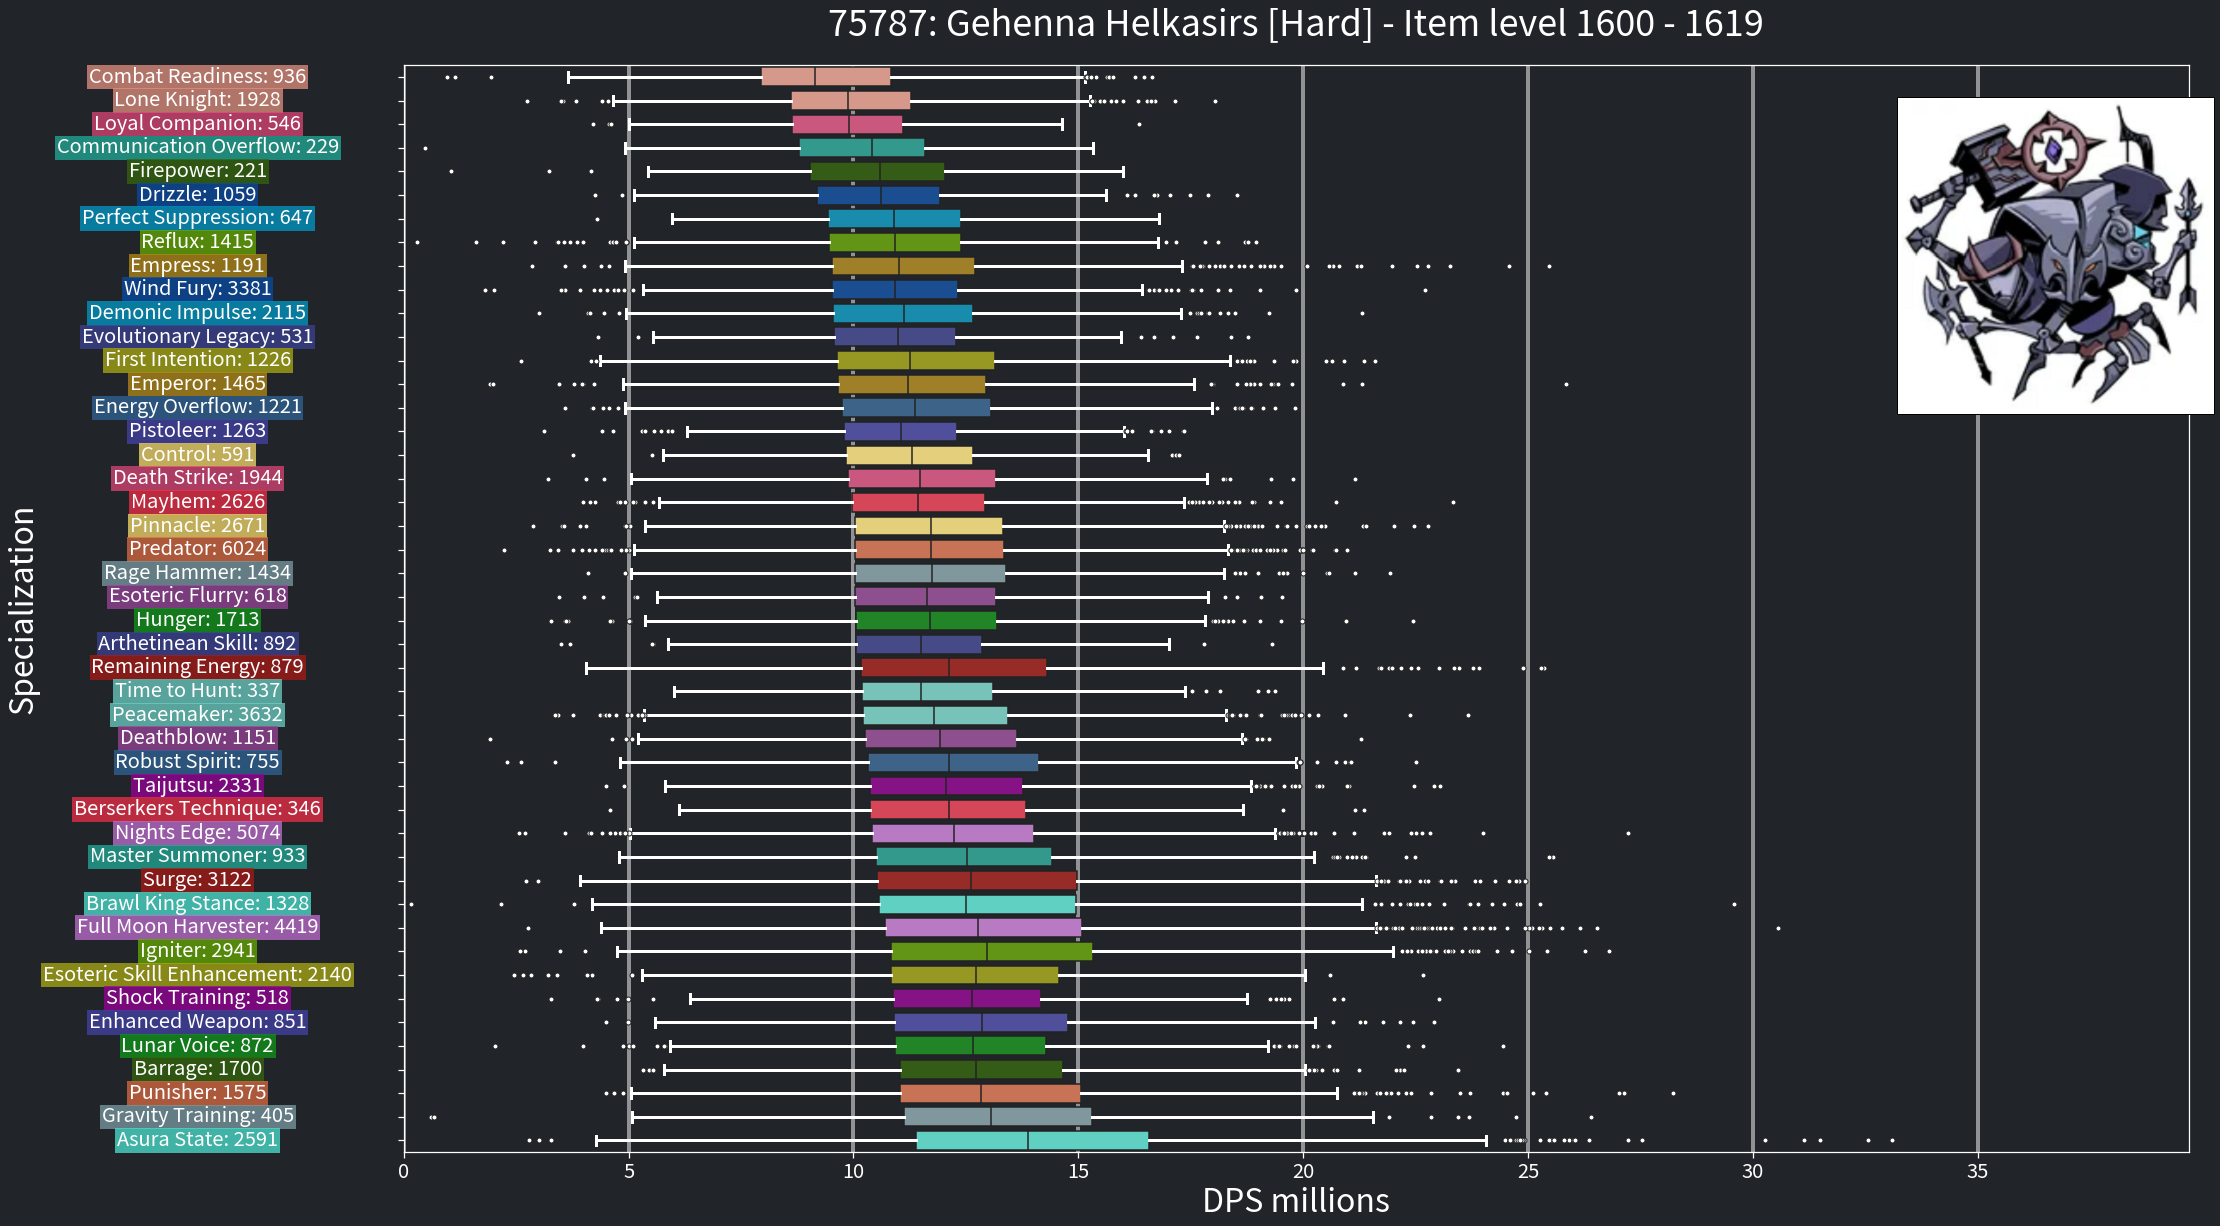 75787: Gehenna Helkasirs [Hard] - Item level 1600 - 1619
Specialization
Combat Readiness: 936
Lone Knight: 1928
Loyal Companion: 546
Communication Overflow: 229
Firepower: 221
Drizzle: 1059
Perfect Suppression: 647
Reflux: 1415
Empress: 1191
Wind Fury: 3381
Demonic Impulse: 2115
Evolutionary Legacy: 531
First Intention: 1226
Emperor: 1465
Energy Overflow: 1221
Pistoleer: 1263
Control: 591
Death Strike: 1944
Mayhem: 2626
Pinnacle: 2671
Predator: 6024
Rage Hammer: 1434
Esoteric Flurry: 618
Hunger: 1713
Arthetinean Skill: 892
Remaining Energy: 879
Time to Hunt: 337
Peacemaker: 3632
Deathblow: 1151
Robust Spirit: 755
Taijutsu: 2331
Berserkers Technique: 346
Nights Edge: 5074
Master Summoner: 933
Surge: 3122
Brawl King Stance: 1328
Full Moon Harvester: 4419
Igniter: 2941
Esoteric Skill Enhancement: 2140
Shock Training: 518
Enhanced Weapon: 851
Lunar Voice: 872
Barrage: 1700
Punisher: 1575
Gravity Training: 405
Asura State: 2591
0 5 10 15 20 25 30 35
DPS millions